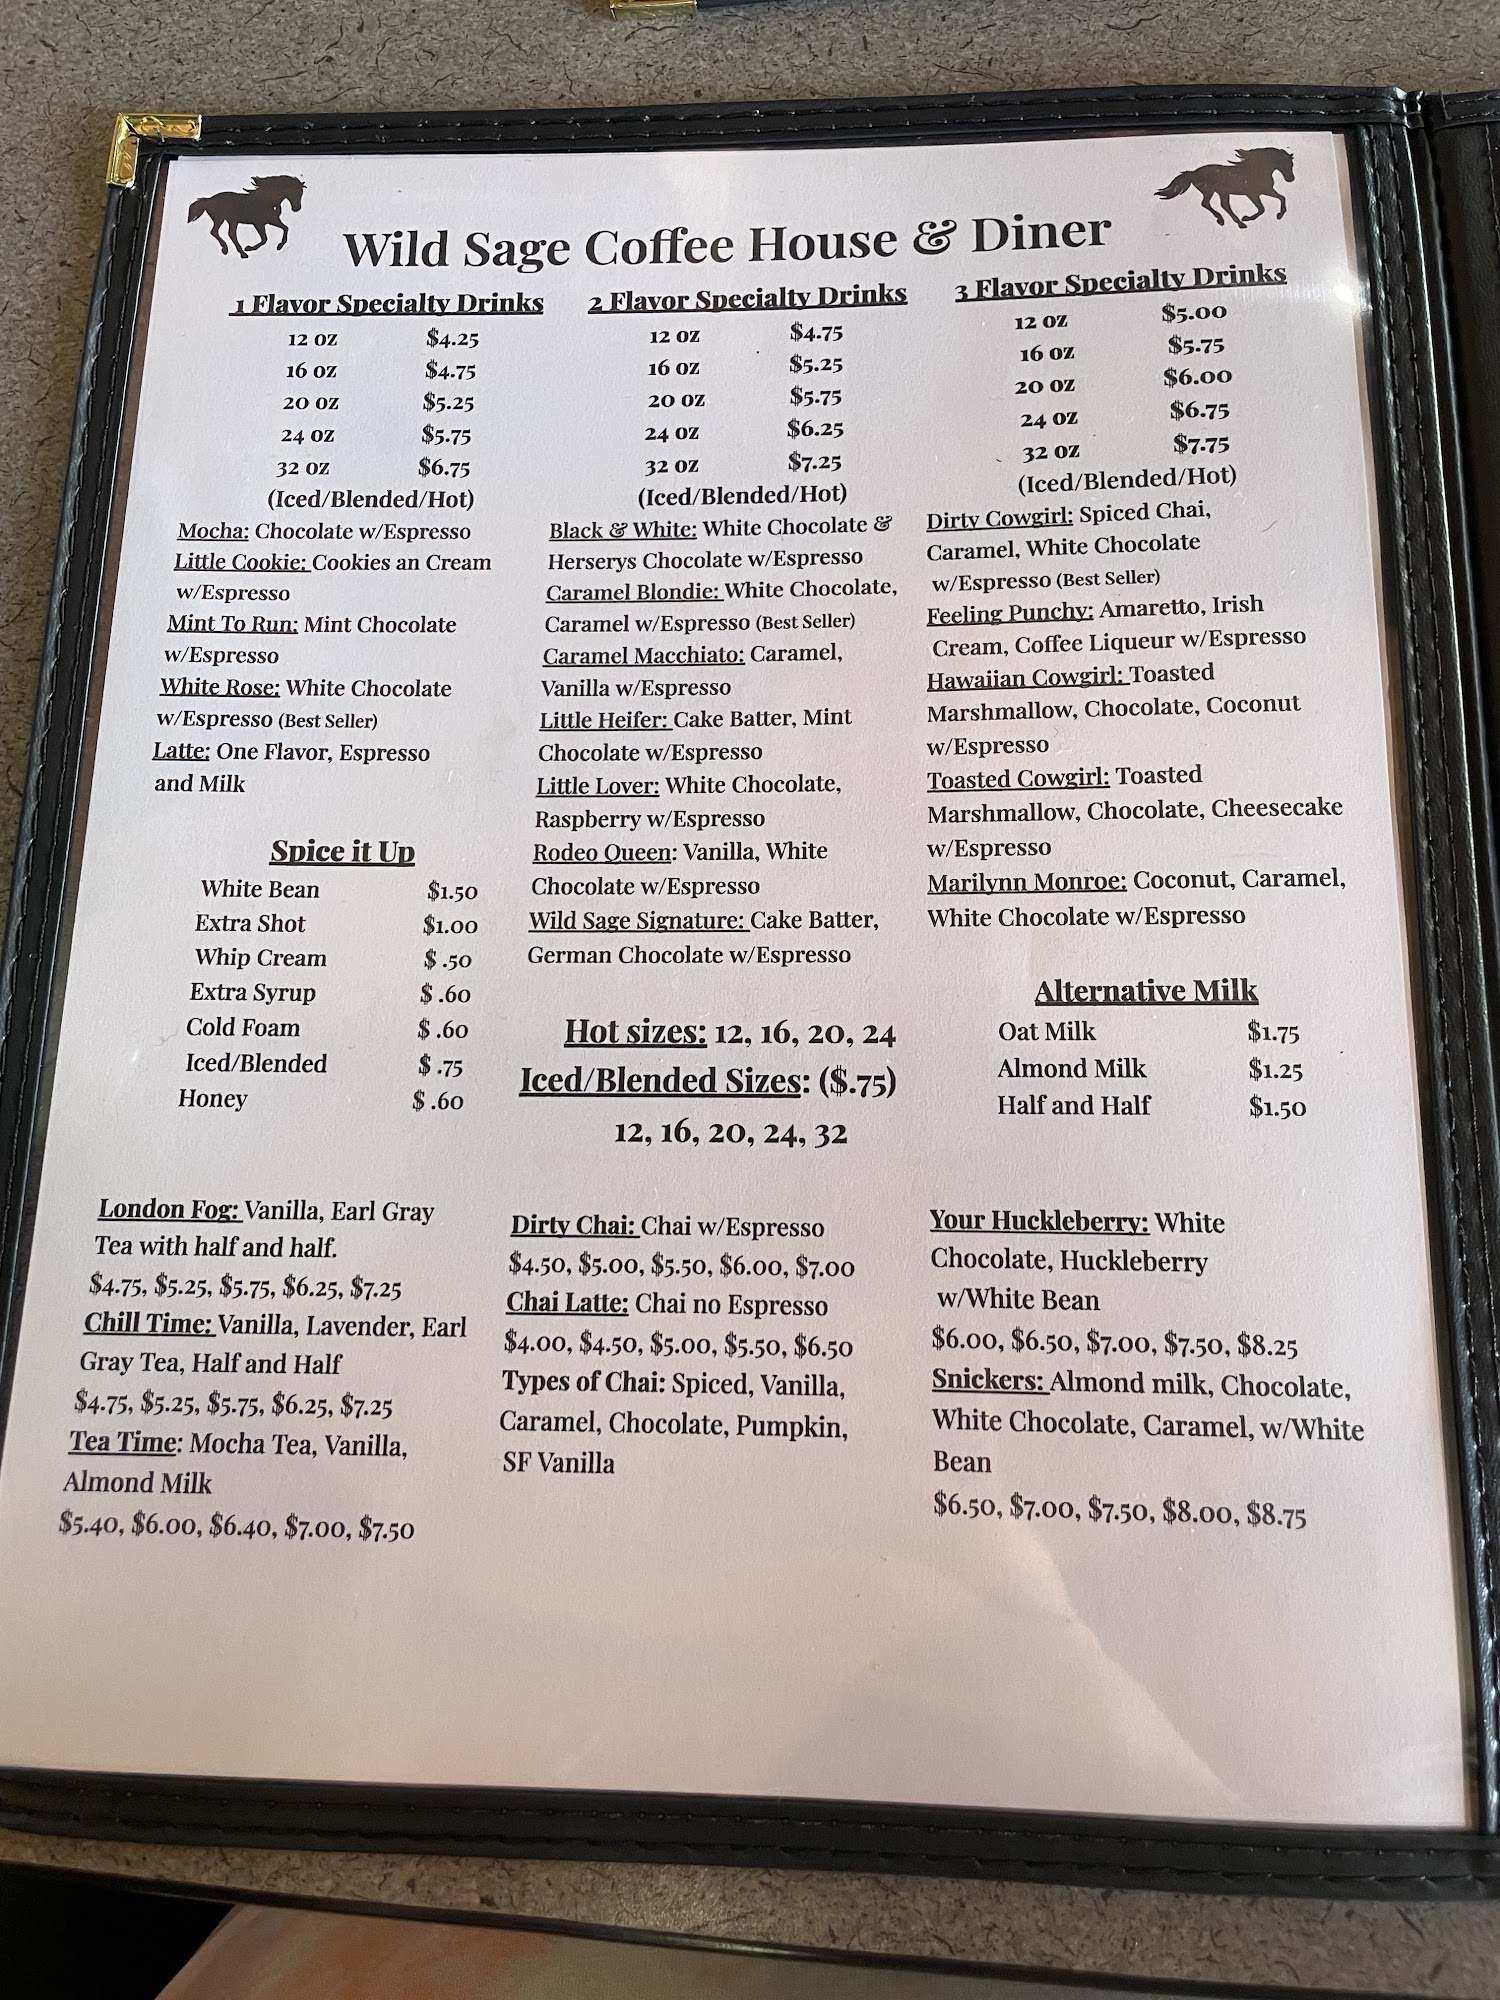 Wild Sage Coffee House & Diner
1 Flavor Specialty Drinks
12 oz $4.25
16 oz $4.75
20 oz $5.25
24 oz $5.75
32 oz $6.75
(Iced/Blended/Hot)
Mocha: Chocolate w/Espresso
Little Cookie: Cookies an Cream
w/Espresso
Mint To Run: Mint Chocolate
w/Espresso
White Rose: White Chocolate
w/Espresso (Best Seller)
Latte: One Flavor, Espresso
and Milk
Spice it Up
White Bean $1.50
Extra Shot $1.00
Whip Cream $ .50
Extra Syrup $ .60
Cold Foam $ .60
Iced/Blended $ .75
Honey $ .60
2 Flavor Specialty Drinks
12 oz $4.75
16 oz $5.25
20 oz $5.75
24 oz $6.25
32 oz $7.25
(Iced/Blended/Hot)
Black & White: White Chocolate &
Herserys Chocolate w/Espresso
Caramel Blondie: White Chocolate,
Caramel w/Espresso (Best Seller)
Caramel Macchiato: Caramel,
Vanilla w/Espresso
Little Heifer: Cake Batter, Mint
Chocolate w/Espresso
Little Lover: White Chocolate,
Raspberry w/Espresso
Rodeo Queen: Vanilla, White
Chocolate w/Espresso
Wild Sage Signature: Cake Batter,
German Chocolate w/Espresso
Hot sizes: 12, 16, 20, 24
Iced/Blended Sizes: ($.75)
12, 16, 20, 24, 32
3 Flavor Specialty Drinks
12 oz $5.00
16 oz $5.75
20 oz $6.00
24 oz $6.75
32 oz $7.75
(Iced/Blended/Hot)
Dirty Cowgirl: Spiced Chai,
Caramel, White Chocolate
w/Espresso (Best Seller)
Feeling Punchy: Amaretto, Irish
Cream, Coffee Liqueur w/Espresso
Hawaiian Cowgirl: Toasted
Marshmallow, Chocolate, Coconut
w/Espresso
Toasted Cowgirl: Toasted
Marshmallow, Chocolate, Cheesecake
w/Espresso
Marilynn Monroe: Coconut, Caramel,
White Chocolate w/Espresso
Alternative Milk
Oat Milk $1.75
Almond Milk $1.25
Half and Half $1.50
London Fog: Vanilla, Earl Gray
Tea with half and half.
$4.75, $5.25, $5.75, $6.25, $7.25
Chill Time: Vanilla, Lavender, Earl
Gray Tea, Half and Half
$4.75, $5.25, $5.75, $6.25, $7.25
Tea Time: Mocha Tea, Vanilla,
Almond Milk
$5.40, $6.00, $6.40, $7.00, $7.50
Dirty Chai: Chai w/Espresso
$4.50, $5.00, $5.50, $6.00, $7.00
Chai Latte: Chai no Espresso
$4.00, $4.50, $5.00, $5.50, $6.50
Types of Chai: Spiced, Vanilla,
Caramel, Chocolate, Pumpkin,
SF Vanilla
Your Huckleberry: White
Chocolate, Huckleberry
w/White Bean
$6.00, $6.50, $7.00, $7.50, $8.25
Snickers: Almond milk, Chocolate,
White Chocolate, Caramel, w/White
Bean
$6.50, $7.00, $7.50, $8.00, $8.75